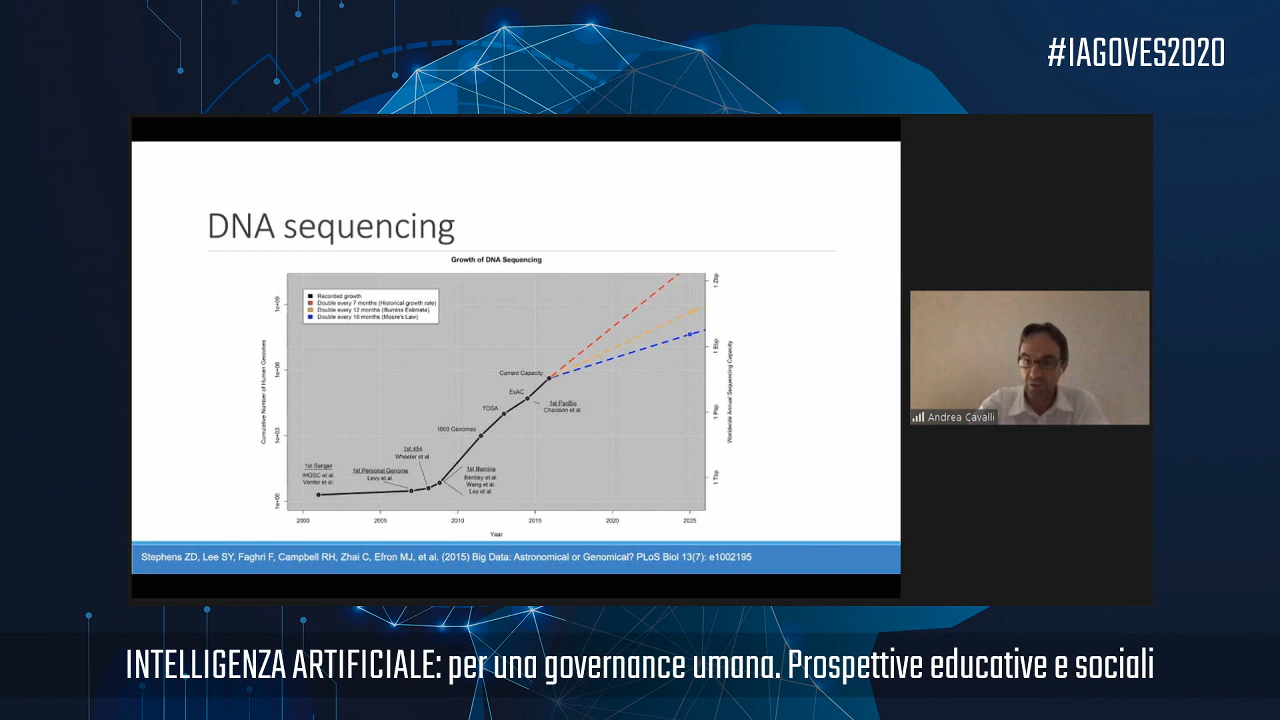 #IAGOVES2020
DNA sequencing
Growth of DNA Sequencing
Recorded growth
Double every 7 months (Historical growth rate)
Double every 12 months (Illumina Estimate)
Double every 18 months (Moore's Law)
Cumulative Number of Human Genomes
1e+09
1e+06
1e+03
1e+00
1 Zbp
1 Ebp
1 Pbp
1 Tbp
Worldwide Annual Sequencing Capacity
Current Capacity
ExAC
TCGA
1st PacBio
Chaisson et al.
1000 Genomes
1st 454
Wheeler et al.
1st Sanger
IHGSC et al.
Venter et al.
1st Personal Genome
Levy et al.
1st Illumina
Bentley et al.
Wang et al.
Ley et al.
2000
2005
2010
2015
2020
2025
Year
Stephens ZD, Lee SY, Faghri F, Campbell RH, Zhai C, Efron MJ, et al. (2015) Big Data: Astronomical or Genomical? PLoS Biol 13(7): e1002195
Andrea Cavalli
INTELLIGENZA ARTIFICIALE: per una governance umana. Prospettive educative e sociali